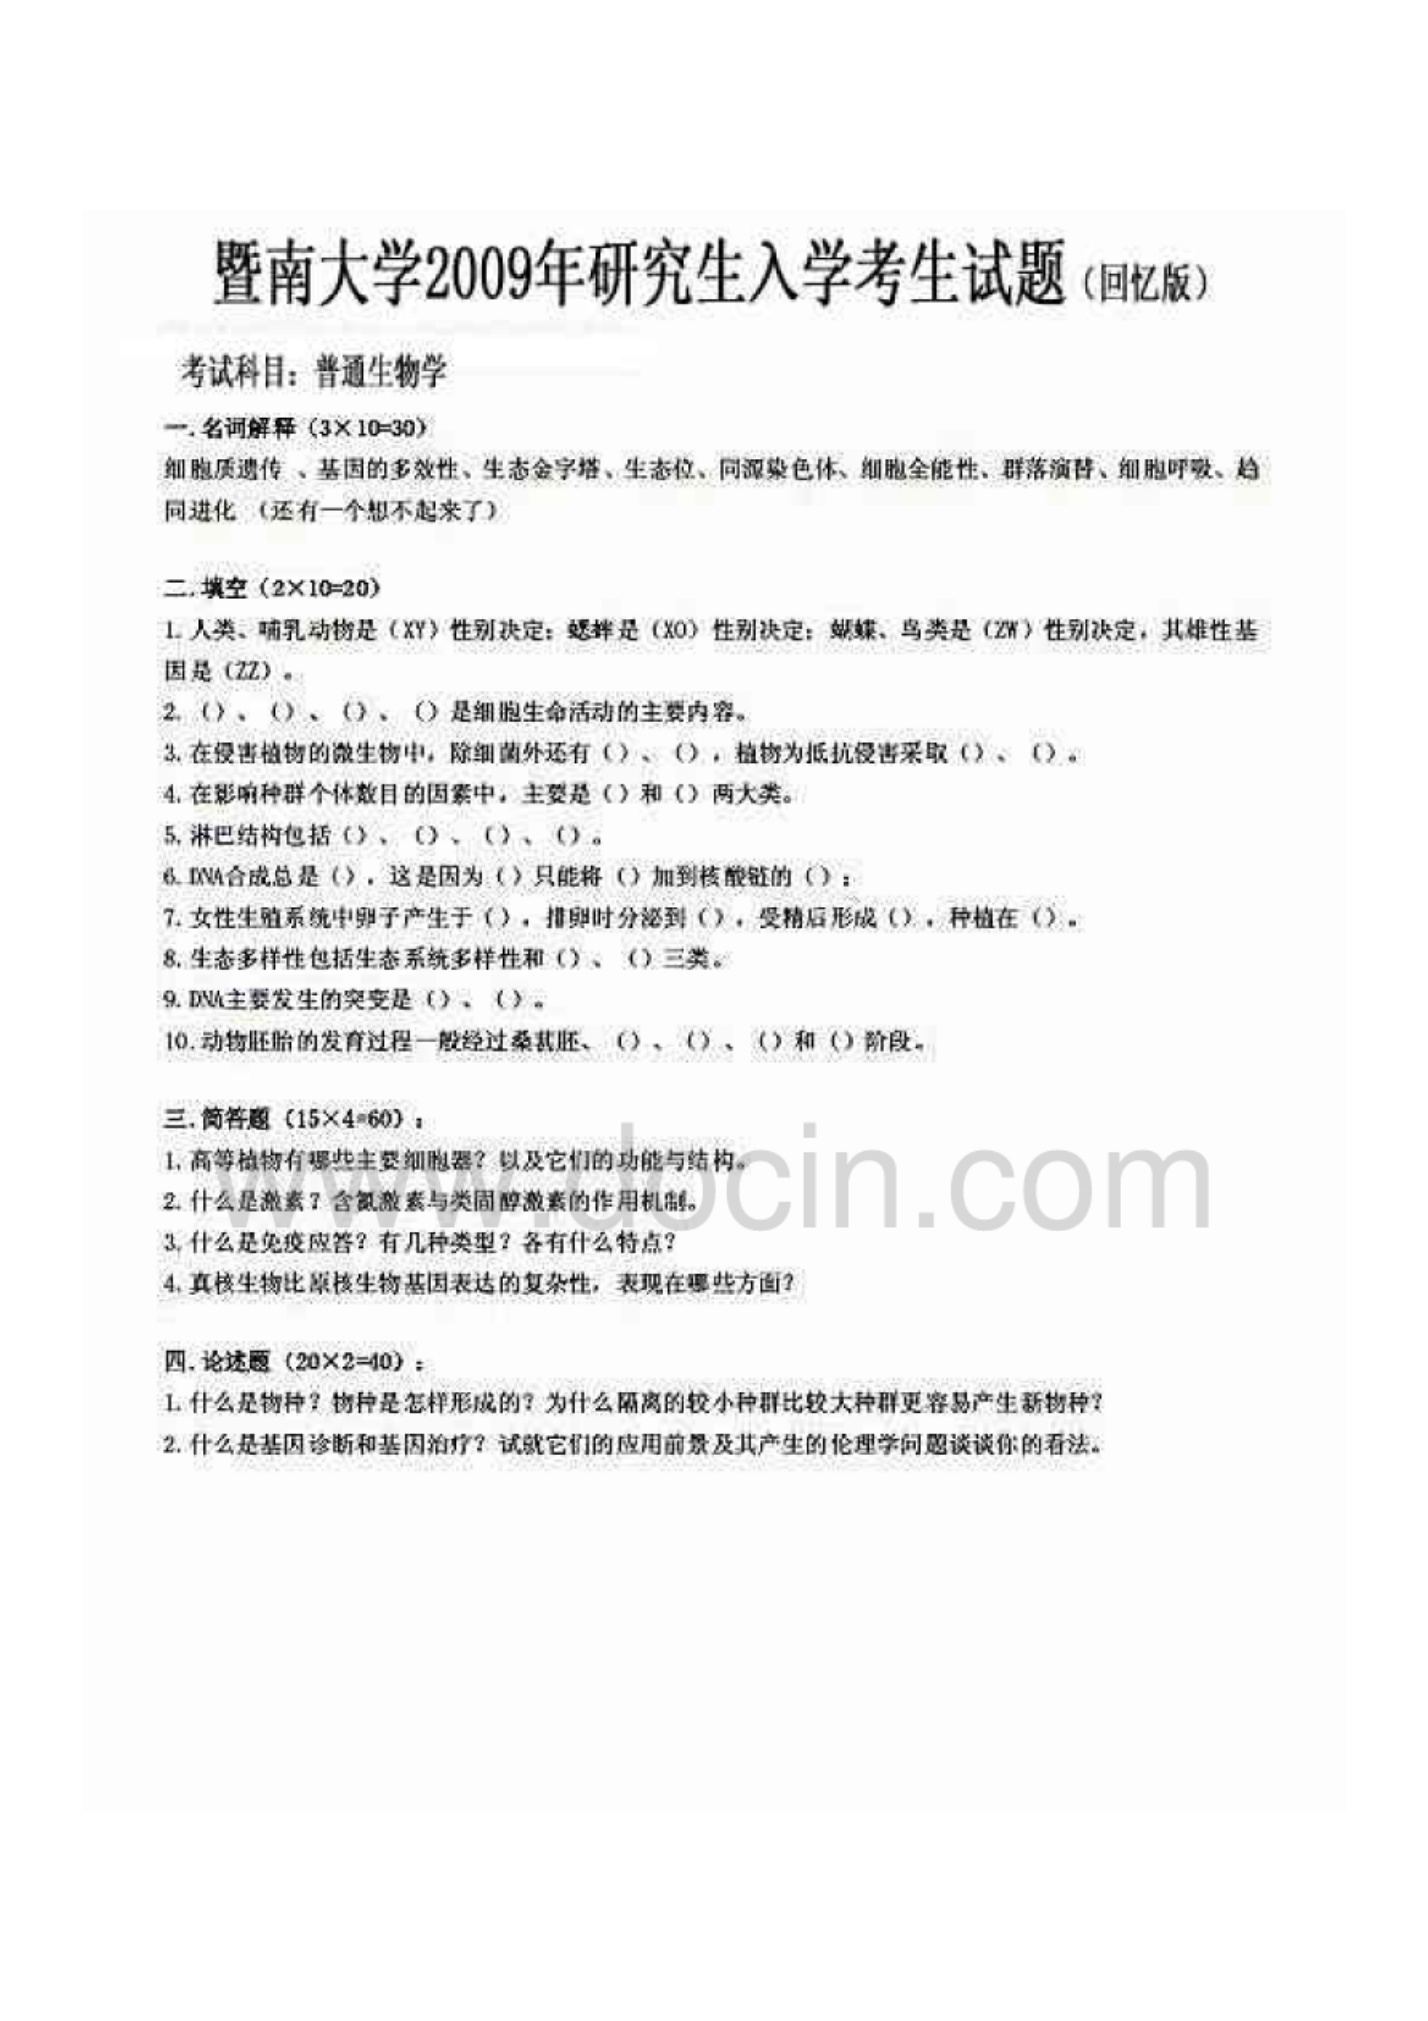 暨南大学2009年研究生入学考生试题（回忆版）
考试科目：普通生物学
一.名词解释（3×10=30）
细胞质遗传 、基因的多效性、生态金字塔、生态位、同源染色体、细胞全能性、群落演替、细胞呼吸、趋
同进化 （还有一个想不起来了）
二.填空（2×10=20）
1. 人类、哺乳动物是（XY）性别决定；蟋蟀是（XO）性别决定；蝴蝶、鸟类是（ZW）性别决定，其雄性基
因是（ZZ）。
2. （）、（）、（）、（）是细胞生命活动的主要内容。
3. 在侵害植物的微生物中，除细菌外还有（）、（），植物为抵抗侵害采取（）、（）。
4. 在影响种群个体数目的因素中，主要是（）和（）两大类。
5. 淋巴结构包括（）、（）、（）、（）。
6. DNA合成总是（），这是因为（）只能将（）加到核酸链的（）；
7. 女性生殖系统中卵子产生于（），排卵时分泌到（），受精后形成（），种植在（）。
8. 生态多样性包括生态系统多样性和（）、（）三类。
9. DNA主要发生的突变是（）、（）。
10. 动物胚胎的发育过程一般经过桑葚胚、（）、（）、（）和（）阶段。
三.简答题（15×4=60）：
1. 高等植物有哪些主要细胞器？以及它们的功能与结构。
2. 什么是激素？含氮激素与类固醇激素的作用机制。
3. 什么是免疫应答？有几种类型？各有什么特点？
4. 真核生物比原核生物基因表达的复杂性，表现在哪些方面？
www.docin.com
四.论述题（20×2=40）：
1. 什么是物种？物种是怎样形成的？为什么隔离的较小种群比较大种群更容易产生新物种？
2. 什么是基因诊断和基因治疗？试就它们的应用前景及其产生的伦理学问题谈谈你的看法。